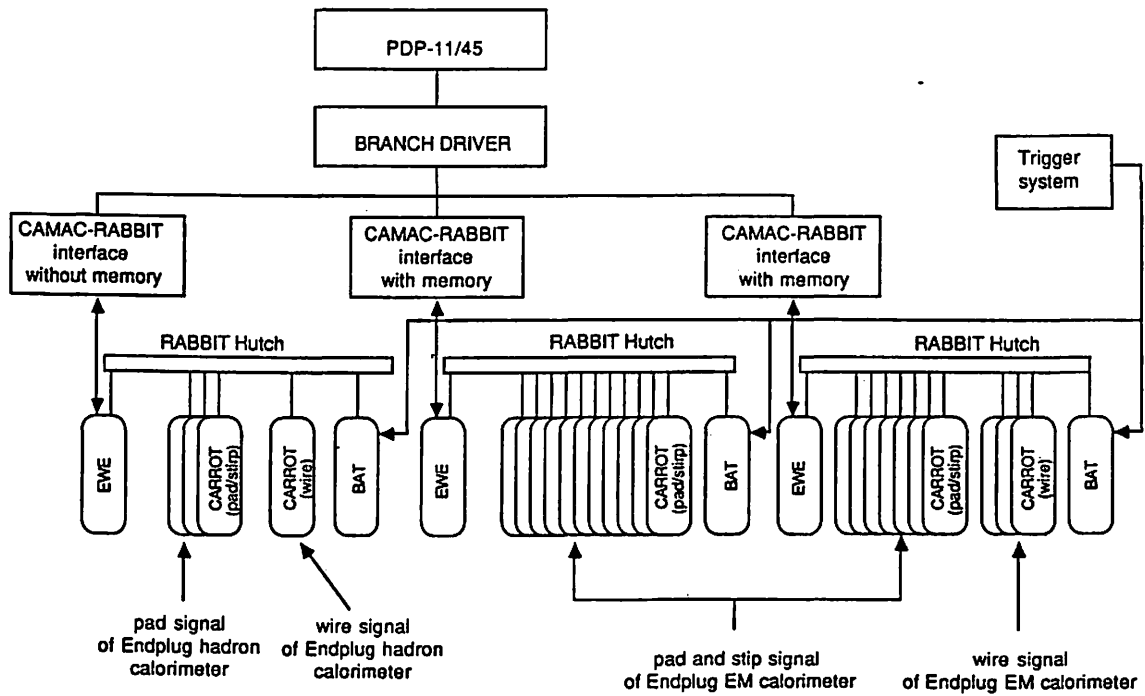 PDP-11/45
BRANCH DRIVER
Trigger
system
CAMAC-RABBIT
interface
without memory
CAMAC-RABBIT
interface
with memory
CAMAC-RABBIT
interface
with memory
RABBIT Hutch
RABBIT Hutch
RABBIT Hutch
EWE
CARROT
(pad/stirp)
CARROT
(wire)
BAT
EWE
CARROT
(pad/stirp)
BAT
EWE
CARROT
(pad/stirp)
CARROT
(wire)
BAT
pad signal
of Endplug hadron
calorimeter
wire signal
of Endplug hadron
calorimeter
pad and stip signal
of Endplug EM calorimeter
wire signal
of Endplug EM calorimeter